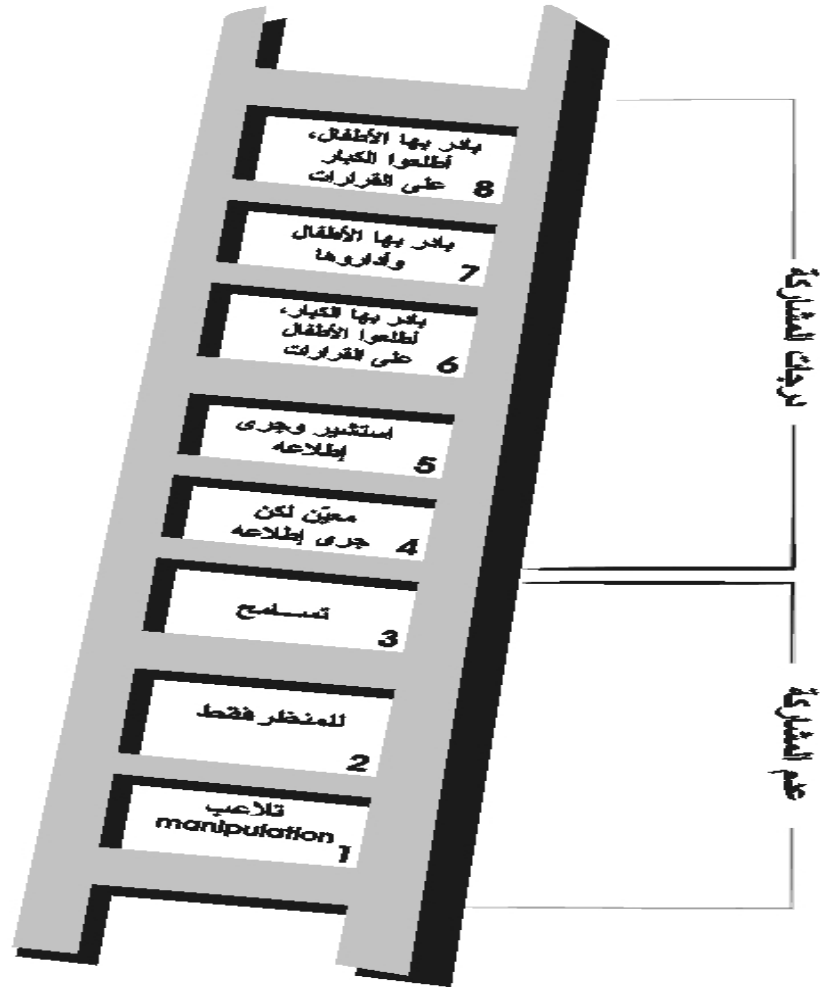 بادر بها الأطفال،
أطلعوا الكبار
على القرارات 8
بادر بها الأطفال
وأداروها 7
بادر بها الكبار،
أطلعوا الأطفال
على القرارات 6
استشير وجرى
إطلاعه 5
معيّن لكن
جرى إطلاعه 4
تسامح
3
للمنظر فقط
2
تلاعب
manipulation
1
درجات المشاركة
عدم المشاركة